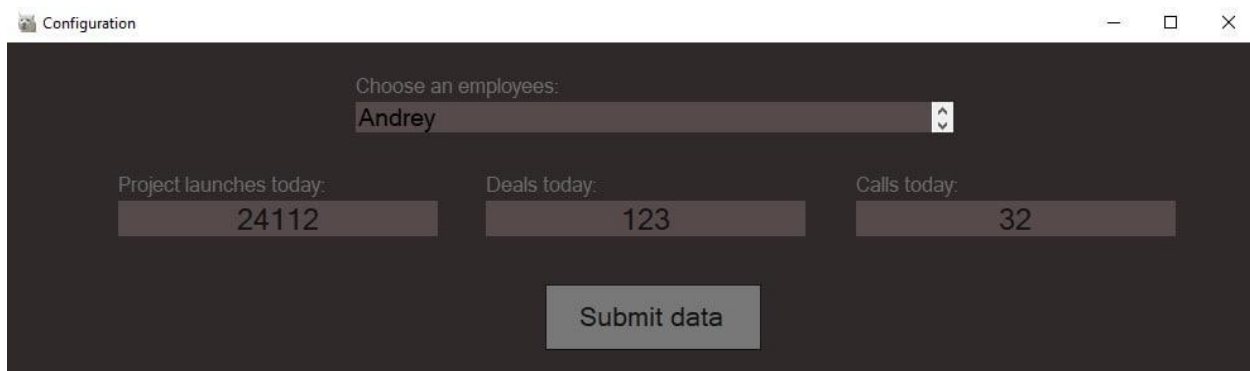 Configuration
Choose an employees:
Andrey
Project launches today: Deals today: Calls today:
24112 123 32
Submit data